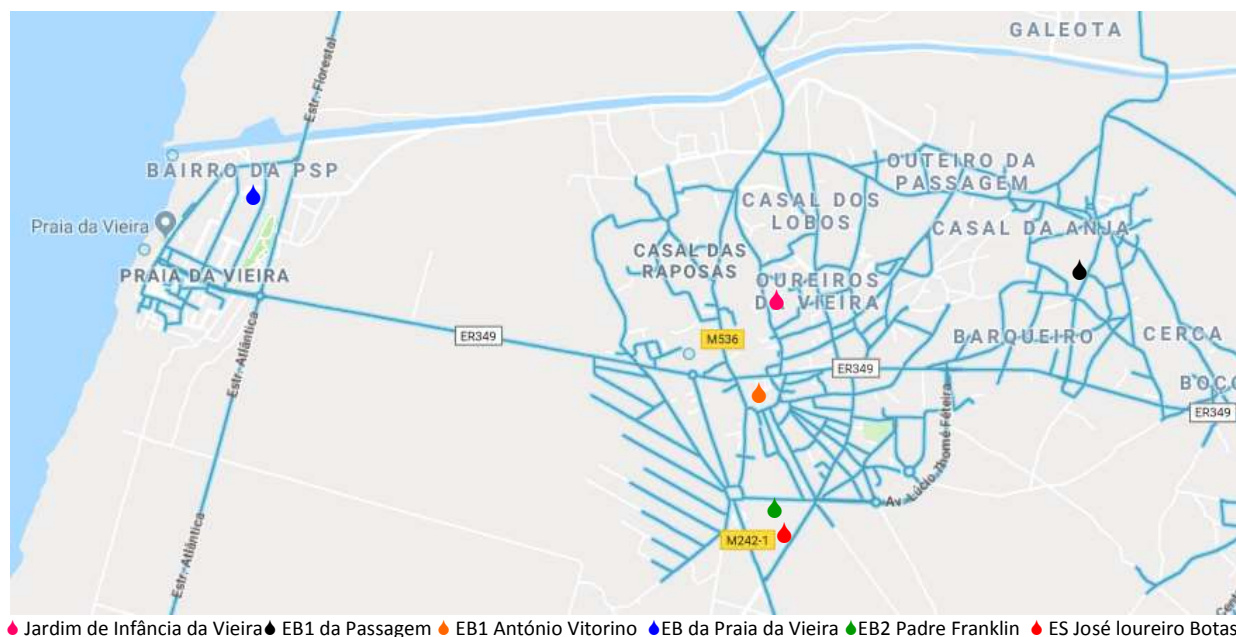 GALEOTA
Estr. Florestal
BAIRRO DA PSP
OUTEIRO DA
PASSAGEM
CASAL DOS
LOBOS
Praia da Vieira
CASAL DA ANJA
CASAL DAS
RAPOSAS
PRAIA DA VIEIRA
OUREIROS
DA VIEIRA
ER349
M536
BARQUEIRO
CERCA
Estr. Atlântica
ER349
BOÇO
ER349
Av. Lúcio Thomé Féteira
Estr. Atlântica
M242-1
Jardim de Infância da Vieira EB1 da Passagem EB1 António Vitorino EB da Praia da Vieira EB2 Padre Franklin ES José loureiro Botas